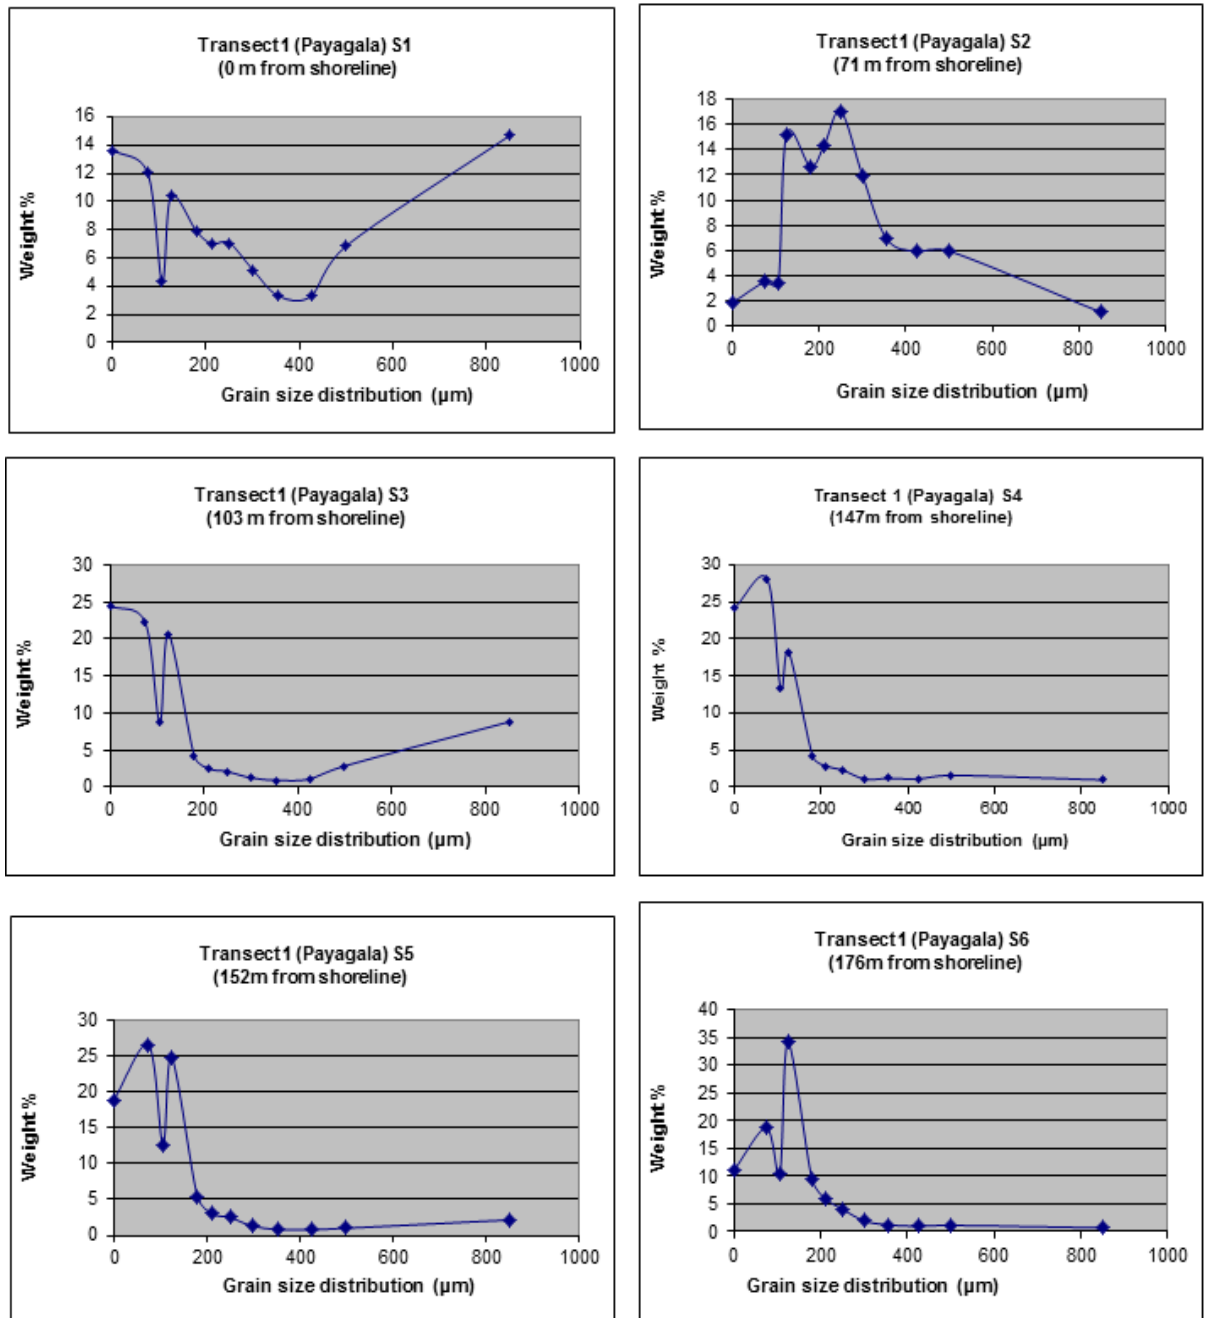 Transect1 (Payagala) S1
(0 m from shoreline)
16
14
12
10
8
6
4
2
0
Weight %
0 200 400 600 800 1000
Grain size distribution (µm)
Transect1 (Payagala) S2
(71 m from shoreline)
18
16
14
12
10
8
6
4
2
0
Weight %
0 200 400 600 800 1000
Grain size distribution (µm)
Transect1 (Payagala) S3
(103 m from shoreline)
30
25
20
15
10
5
0
Weight %
0 200 400 600 800 1000
Grain size distribution (µm)
Transect 1 (Payagala) S4
(147m from shoreline)
30
25
20
15
10
5
0
Weight %
0 200 400 600 800 1000
Grain size distribution (µm)
Transect1 (Payagala) S5
(152m from shoreline)
30
25
20
15
10
5
0
Weight %
0 200 400 600 800 1000
Grain size distribution (µm)
Transect1 (Payagala) S6
(176m from shoreline)
40
35
30
25
20
15
10
5
0
Weight %
0 200 400 600 800 1000
Grain size distribution (µm)